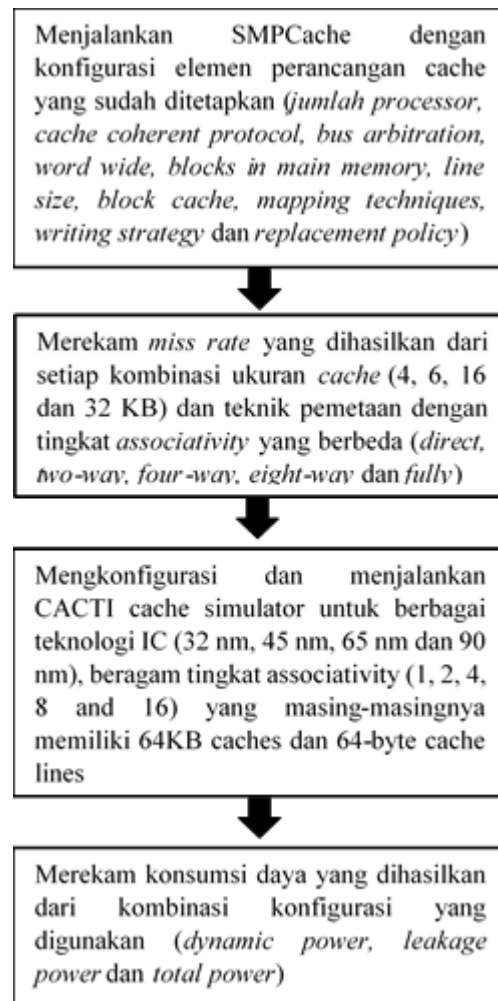 Menjalankan SMPCache dengan
konfigurasi elemen perancangan cache
yang sudah ditetapkan (jumlah processor,
cache coherent protocol, bus arbitration,
word wide, blocks in main memory, line
size, block cache, mapping techniques,
writing strategy dan replacement policy)
Merekam miss rate yang dihasilkan dari
setiap kombinasi ukuran cache (4, 6, 16
dan 32 KB) dan teknik pemetaan dengan
tingkat associativity yang berbeda (direct,
two-way, four-way, eight-way dan fully)
Mengkonfigurasi dan menjalankan
CACTI cache simulator untuk berbagai
teknologi IC (32 nm, 45 nm, 65 nm dan 90
nm), beragam tingkat associativity (1, 2, 4,
8 and 16) yang masing-masingnya
memiliki 64KB caches dan 64-byte cache
lines
Merekam konsumsi daya yang dihasilkan
dari kombinasi konfigurasi yang
digunakan (dynamic power, leakage
power dan total power)